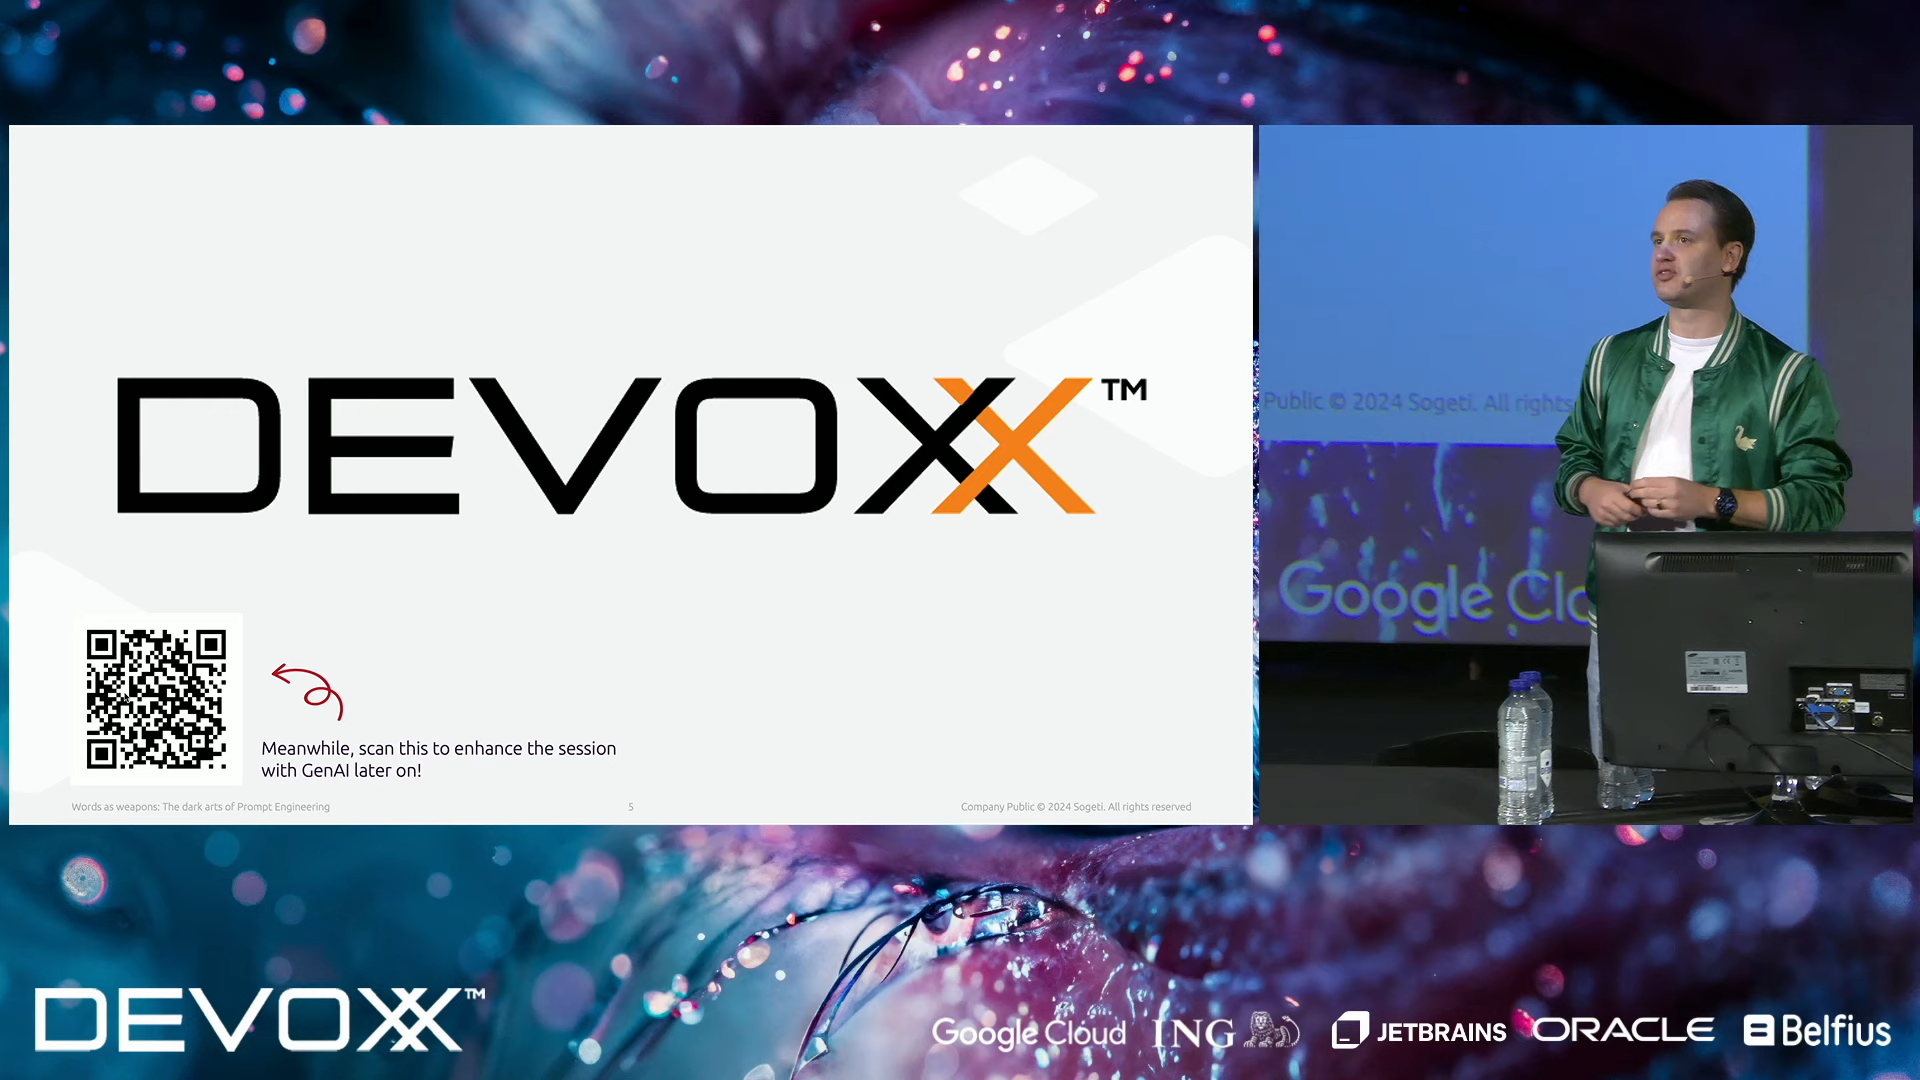 DEVOXX™
Meanwhile, scan this to enhance the session
with GenAI later on!
Words as weapons: The dark arts of Prompt Engineering
5
Company Public © 2024 Sogeti. All rights reserved
Public © 2024 Sogeti. All rights
Google Clo
DEVOXX™
Google Cloud
ING
JETBRAINS
ORACLE
Belfius